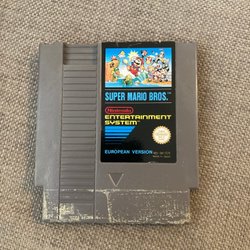 SUPER MARIO BROS.
Nintendo
ENTERTAINMENT
SYSTEM
EUROPEAN VERSION